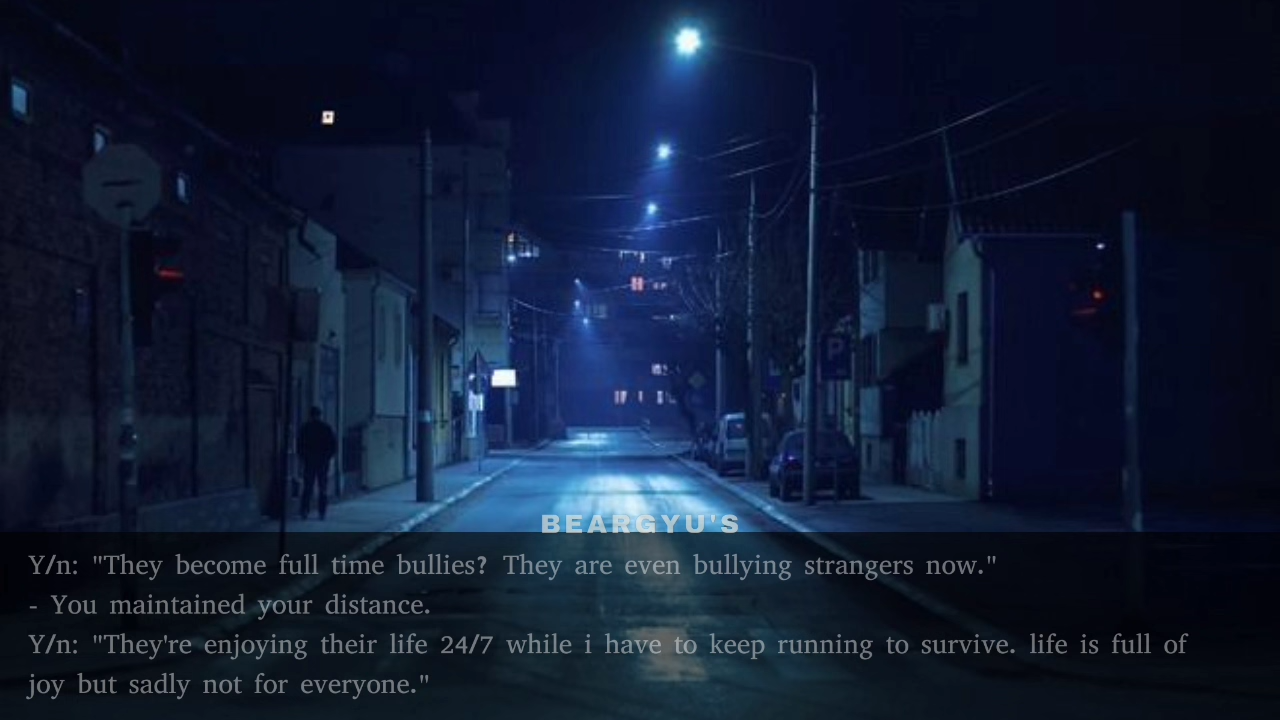 P
BEARGYU'S
Y/n: "They become full time bullies? They are even bullying strangers now."
- You maintained your distance.
Y/n: "They're enjoying their life 24/7 while i have to keep running to survive. life is full of
joy but sadly not for everyone."